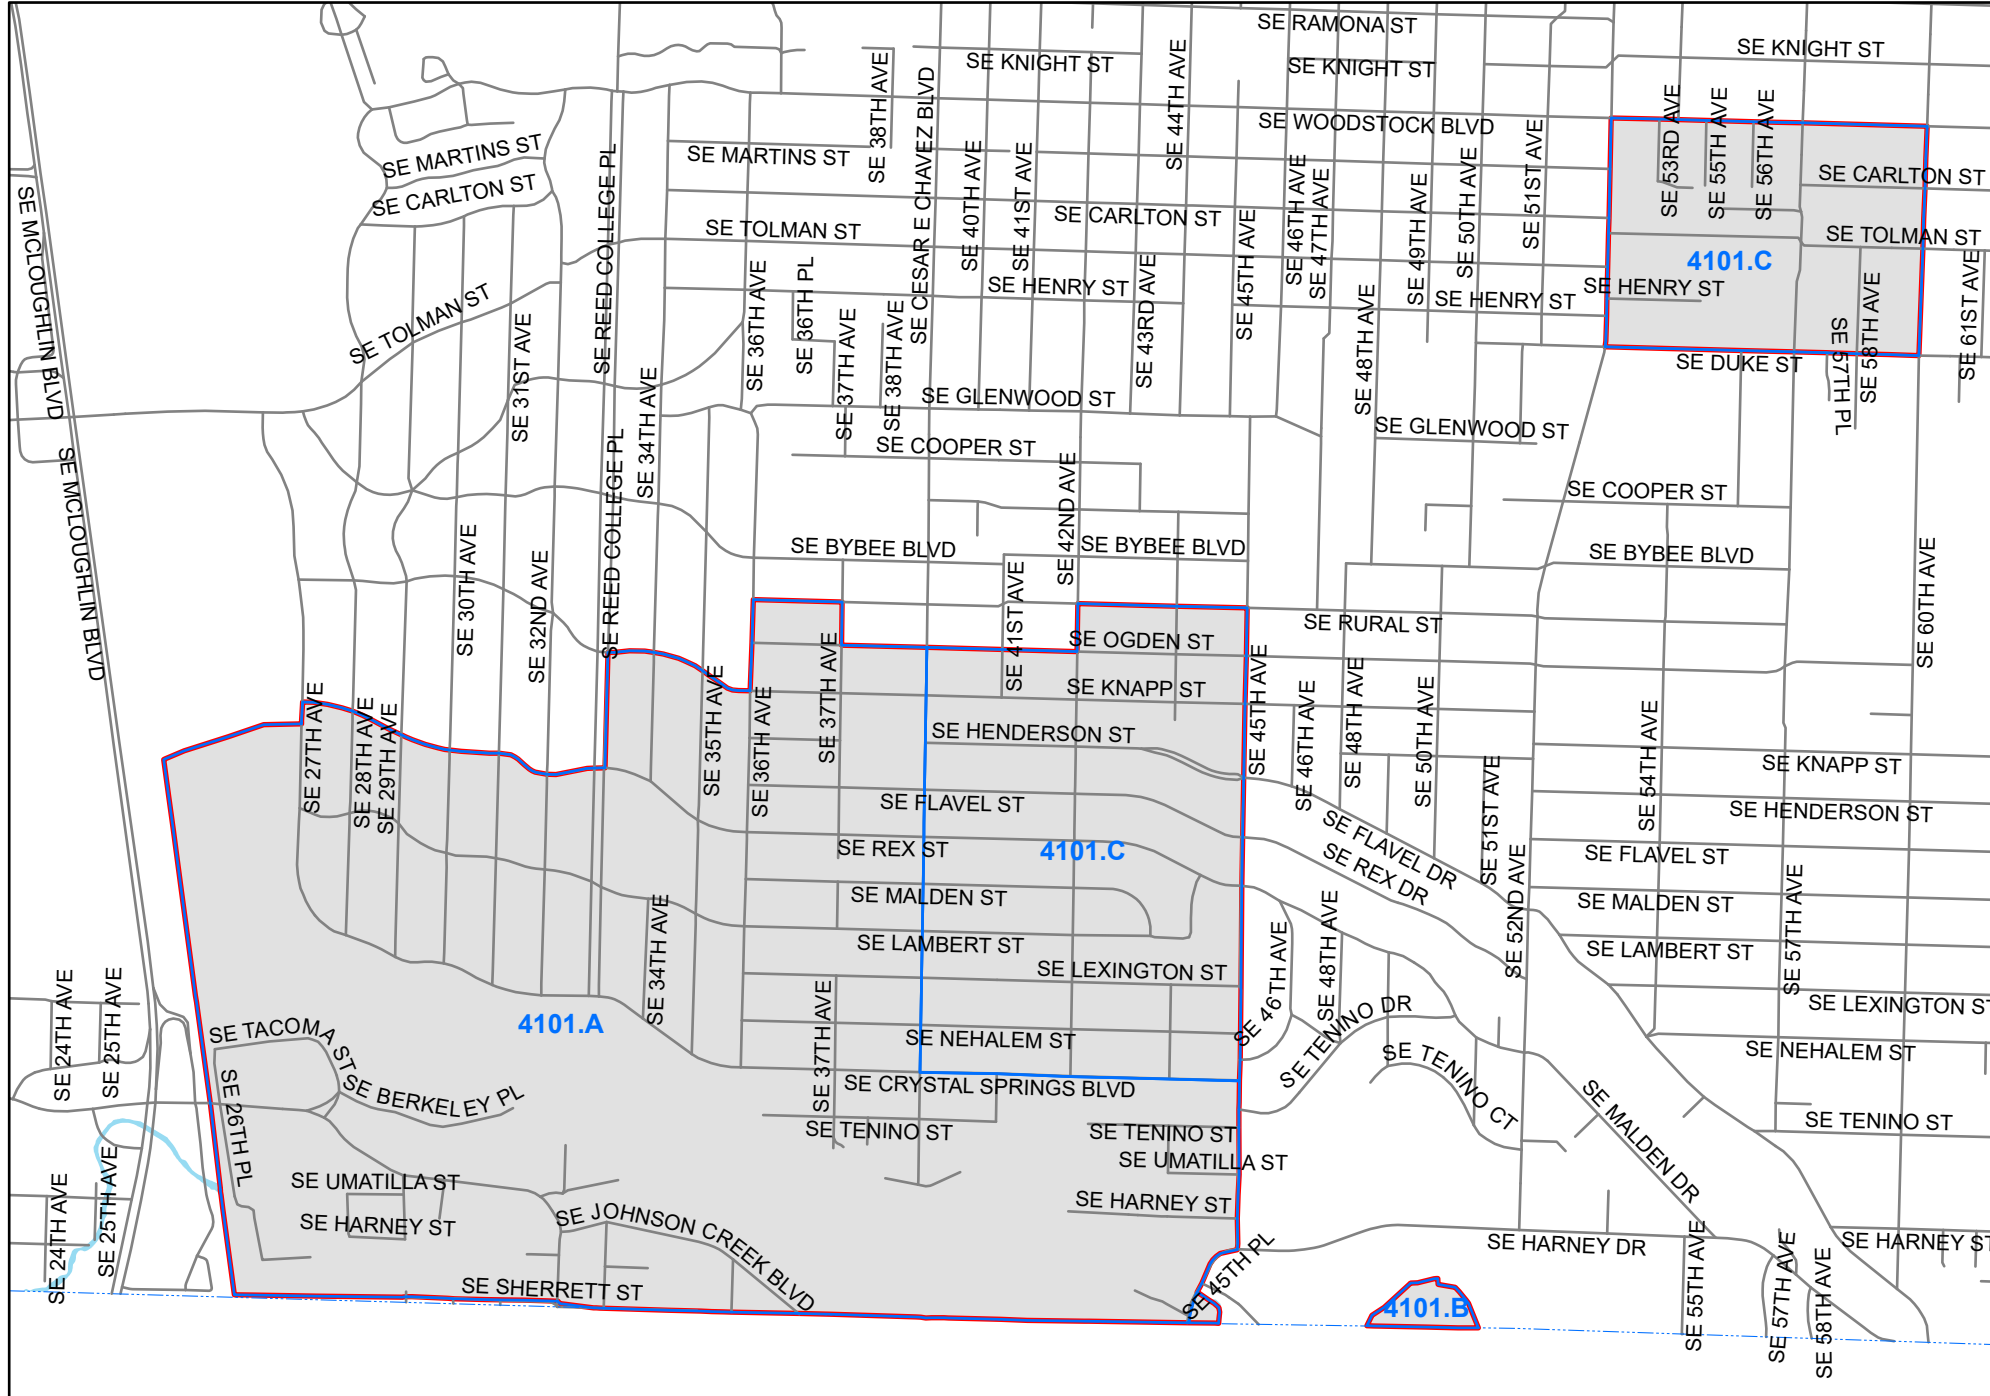 SE RAMONA ST
SE KNIGHT ST
SE KNIGHT ST
SE KNIGHT ST
SE 38TH AVE
SE 44TH AVE
SE WOODSTOCK BLVD
SE MARTINS ST
SE MARTINS ST
SE CARLTON ST
SE CARLTON ST
SE CARLTON ST
SE REED COLLEGE PL
SE CESAR E CHAVEZ BLVD
SE 40TH AVE
SE 41ST AVE
SE 46TH AVE
SE 47TH AVE
SE 49TH AVE
SE 50TH AVE
SE 51ST AVE
SE 53RD AVE
SE 55TH AVE
SE 56TH AVE
SE MCLOUGHLIN BLVD
SE TOLMAN ST
SE TOLMAN ST
SE TOLMAN ST
4101.C
SE HENRY ST
SE HENRY ST
SE HENRY ST
SE 31ST AVE
SE 34TH AVE
SE 36TH AVE
SE 36TH PL
SE 37TH AVE
SE 38TH AVE
SE 43RD AVE
SE 45TH AVE
SE 48TH AVE
SE 57TH PL
SE 58TH AVE
SE 61ST AVE
SE DUKE ST
SE GLENWOOD ST
SE GLENWOOD ST
SE COOPER ST
SE COOPER ST
SE MCLOUGHLIN BLVD
SE REED COLLEGE PL
SE 42ND AVE
SE BYBEE BLVD
SE BYBEE BLVD
SE BYBEE BLVD
SE 30TH AVE
SE 32ND AVE
SE 41ST AVE
SE 60TH AVE
SE RURAL ST
SE OGDEN ST
SE KNAPP ST
SE KNAPP ST
SE 27TH AVE
SE 28TH AVE
SE 29TH AVE
SE 35TH AVE
SE 36TH AVE
SE 37TH AVE
SE 45TH AVE
SE 46TH AVE
SE 48TH AVE
SE 50TH AVE
SE 51ST AVE
SE 54TH AVE
SE HENDERSON ST
SE HENDERSON ST
SE FLAVEL ST
SE FLAVEL DR
SE FLAVEL ST
SE REX ST
4101.C
SE REX DR
SE MALDEN ST
SE MALDEN ST
SE LAMBERT ST
SE LAMBERT ST
SE 52ND AVE
SE 57TH AVE
SE LEXINGTON ST
SE LEXINGTON ST
SE 34TH AVE
SE 37TH AVE
SE 46TH AVE
SE 48TH AVE
SE 24TH AVE
SE 25TH AVE
4101.A
SE TACOMA ST
SE NEHALEM ST
SE NEHALEM ST
SE TENINO DR
SE TENINO CT
SE CRYSTAL SPRINGS BLVD
SE BERKELEY PL
SE 26TH PL
SE TENINO ST
SE TENINO ST
SE TENINO ST
SE MALDEN DR
SE UMATILLA ST
SE UMATILLA ST
SE 24TH AVE
SE 25TH AVE
SE HARNEY ST
SE HARNEY ST
SE HARNEY DR
SE HARNEY ST
SE JOHNSON CREEK BLVD
SE SHERRETT ST
SE 45TH PL
4101.B
SE 55TH AVE
SE 57TH AVE
SE 58TH AVE